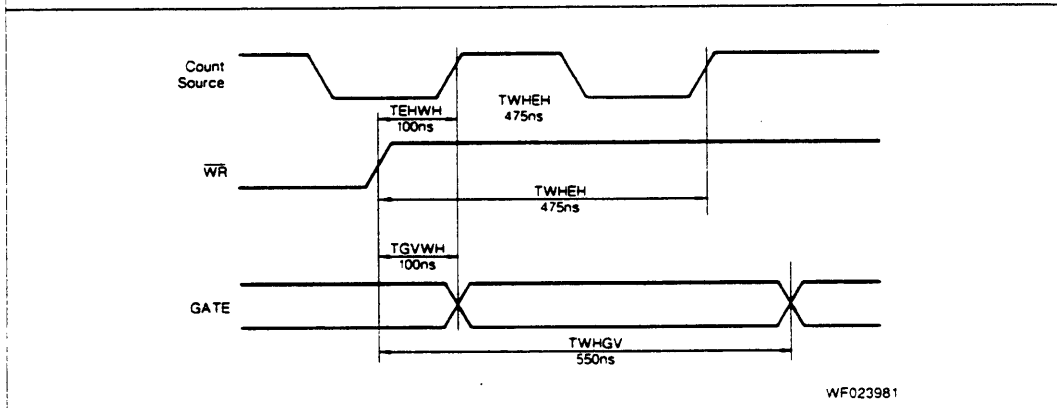 Count
Source
TEHWH
100ns
TWHEH
475ns
WR
TWHEH
475ns
TGVWH
100ns
GATE
TWHGV
550ns
WF023981